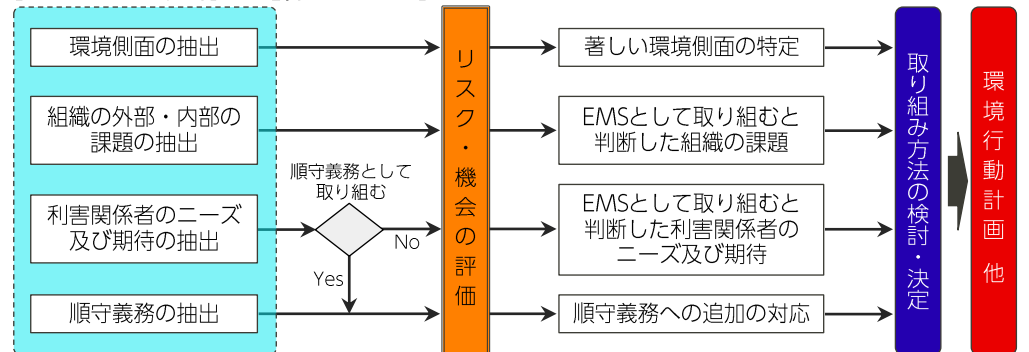 環境側面の抽出
組織の外部・内部の
課題の抽出
利害関係者のニーズ
及び期待の抽出
順守義務の抽出
順守義務として
取り組む
No
Yes
リスク・機会の評価
著しい環境側面の特定
EMSとして取り組むと
判断した組織の課題
EMSとして取り組むと
判断した利害関係者の
ニーズ及び期待
順守義務への追加の対応
取り組み方法の検討・決定
環境行動計画 他